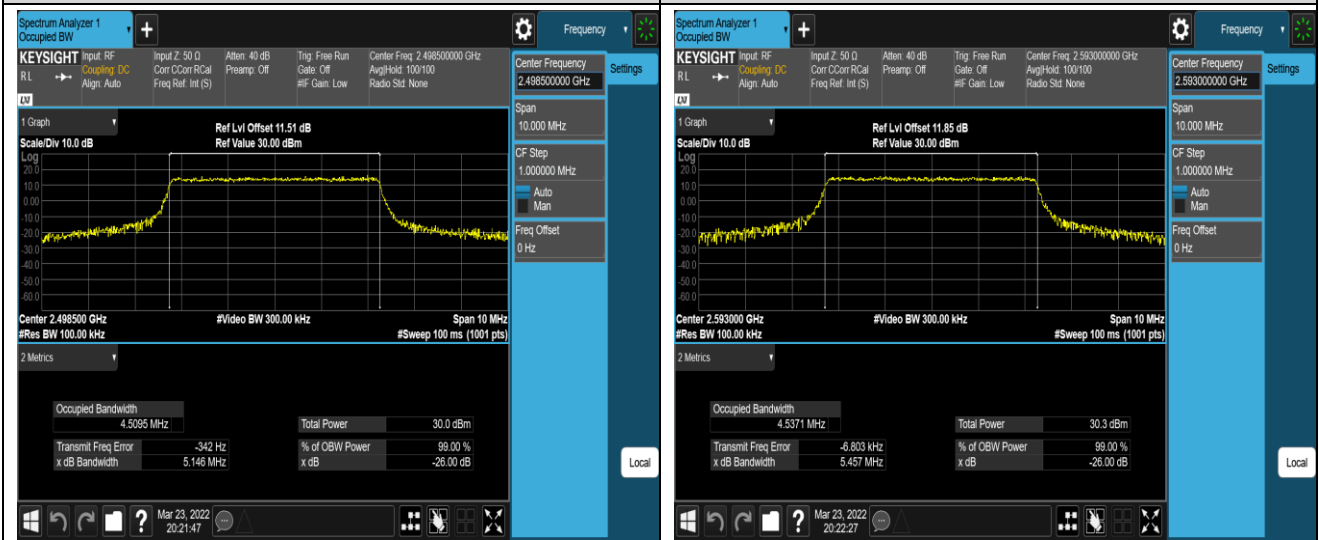 Spectrum Analyzer 1
Occupied BW
Frequency
KEYSIGHT Input: RF Input Z: 50 Ω Atten: 40 dB Trig: Free Run Center Freq: 2.498500000 GHz
Coupling: DC Corr CCorr RCal Preamp: Off Gate: Off Avg|Hold: 100/100
RL Align: Auto Freq Ref: Int (S) #IF Gain: Low Radio Std: None
LXI
Center Frequency
2.498500000 GHz
Settings
Span
10.000 MHz
CF Step
1.000000 MHz
Auto
Man
Freq Offset
0 Hz
1 Graph
Ref Lvl Offset 11.51 dB
Scale/Div 10.0 dB Ref Value 30.00 dBm
Log
20.0
10.0
0.00
-10.0
-20.0
-30.0
-40.0
-50.0
-60.0
Center 2.498500 GHz #Video BW 300.00 kHz Span 10 MHz
#Res BW 100.00 kHz #Sweep 100 ms (1001 pts)
2 Metrics
Occupied Bandwidth
4.5095 MHz Total Power 30.0 dBm
Transmit Freq Error -342 Hz % of OBW Power 99.00 %
x dB Bandwidth 5.146 MHz x dB -26.00 dB
Local
Mar 23, 2022
20:21:47
Spectrum Analyzer 1
Occupied BW
Frequency
KEYSIGHT Input: RF Input Z: 50 Ω Atten: 40 dB Trig: Free Run Center Freq: 2.593000000 GHz
Coupling: DC Corr CCorr RCal Preamp: Off Gate: Off Avg|Hold: 100/100
RL Align: Auto Freq Ref: Int (S) #IF Gain: Low Radio Std: None
LXI
Center Frequency
2.593000000 GHz
Settings
Span
10.000 MHz
CF Step
1.000000 MHz
Auto
Man
Freq Offset
0 Hz
1 Graph
Ref Lvl Offset 11.85 dB
Scale/Div 10.0 dB Ref Value 30.00 dBm
Log
20.0
10.0
0.00
-10.0
-20.0
-30.0
-40.0
-50.0
-60.0
Center 2.593000 GHz #Video BW 300.00 kHz Span 10 MHz
#Res BW 100.00 kHz #Sweep 100 ms (1001 pts)
2 Metrics
Occupied Bandwidth
4.5371 MHz Total Power 30.3 dBm
Transmit Freq Error -6.803 kHz % of OBW Power 99.00 %
x dB Bandwidth 5.457 MHz x dB -26.00 dB
Local
Mar 23, 2022
20:22:27